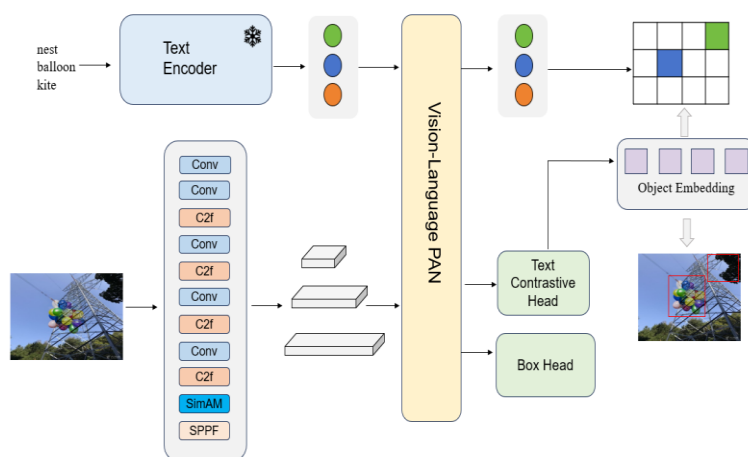 nest
balloon
kite
Text
Encoder
Conv
Conv
C2f
Conv
C2f
Conv
C2f
Conv
C2f
SimAM
SPPF
Vision-Language PAN
Text
Contrastive
Head
Box Head
Object Embedding